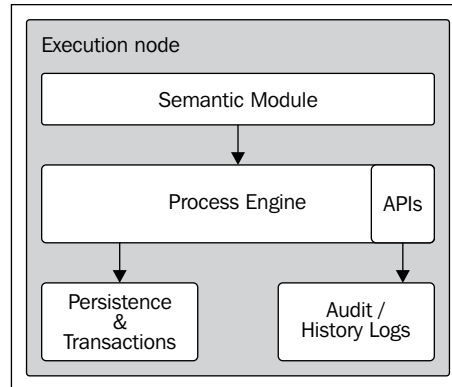 Execution node
Semantic Module
Process Engine
APIs
Persistence
&
Transactions
Audit /
History Logs